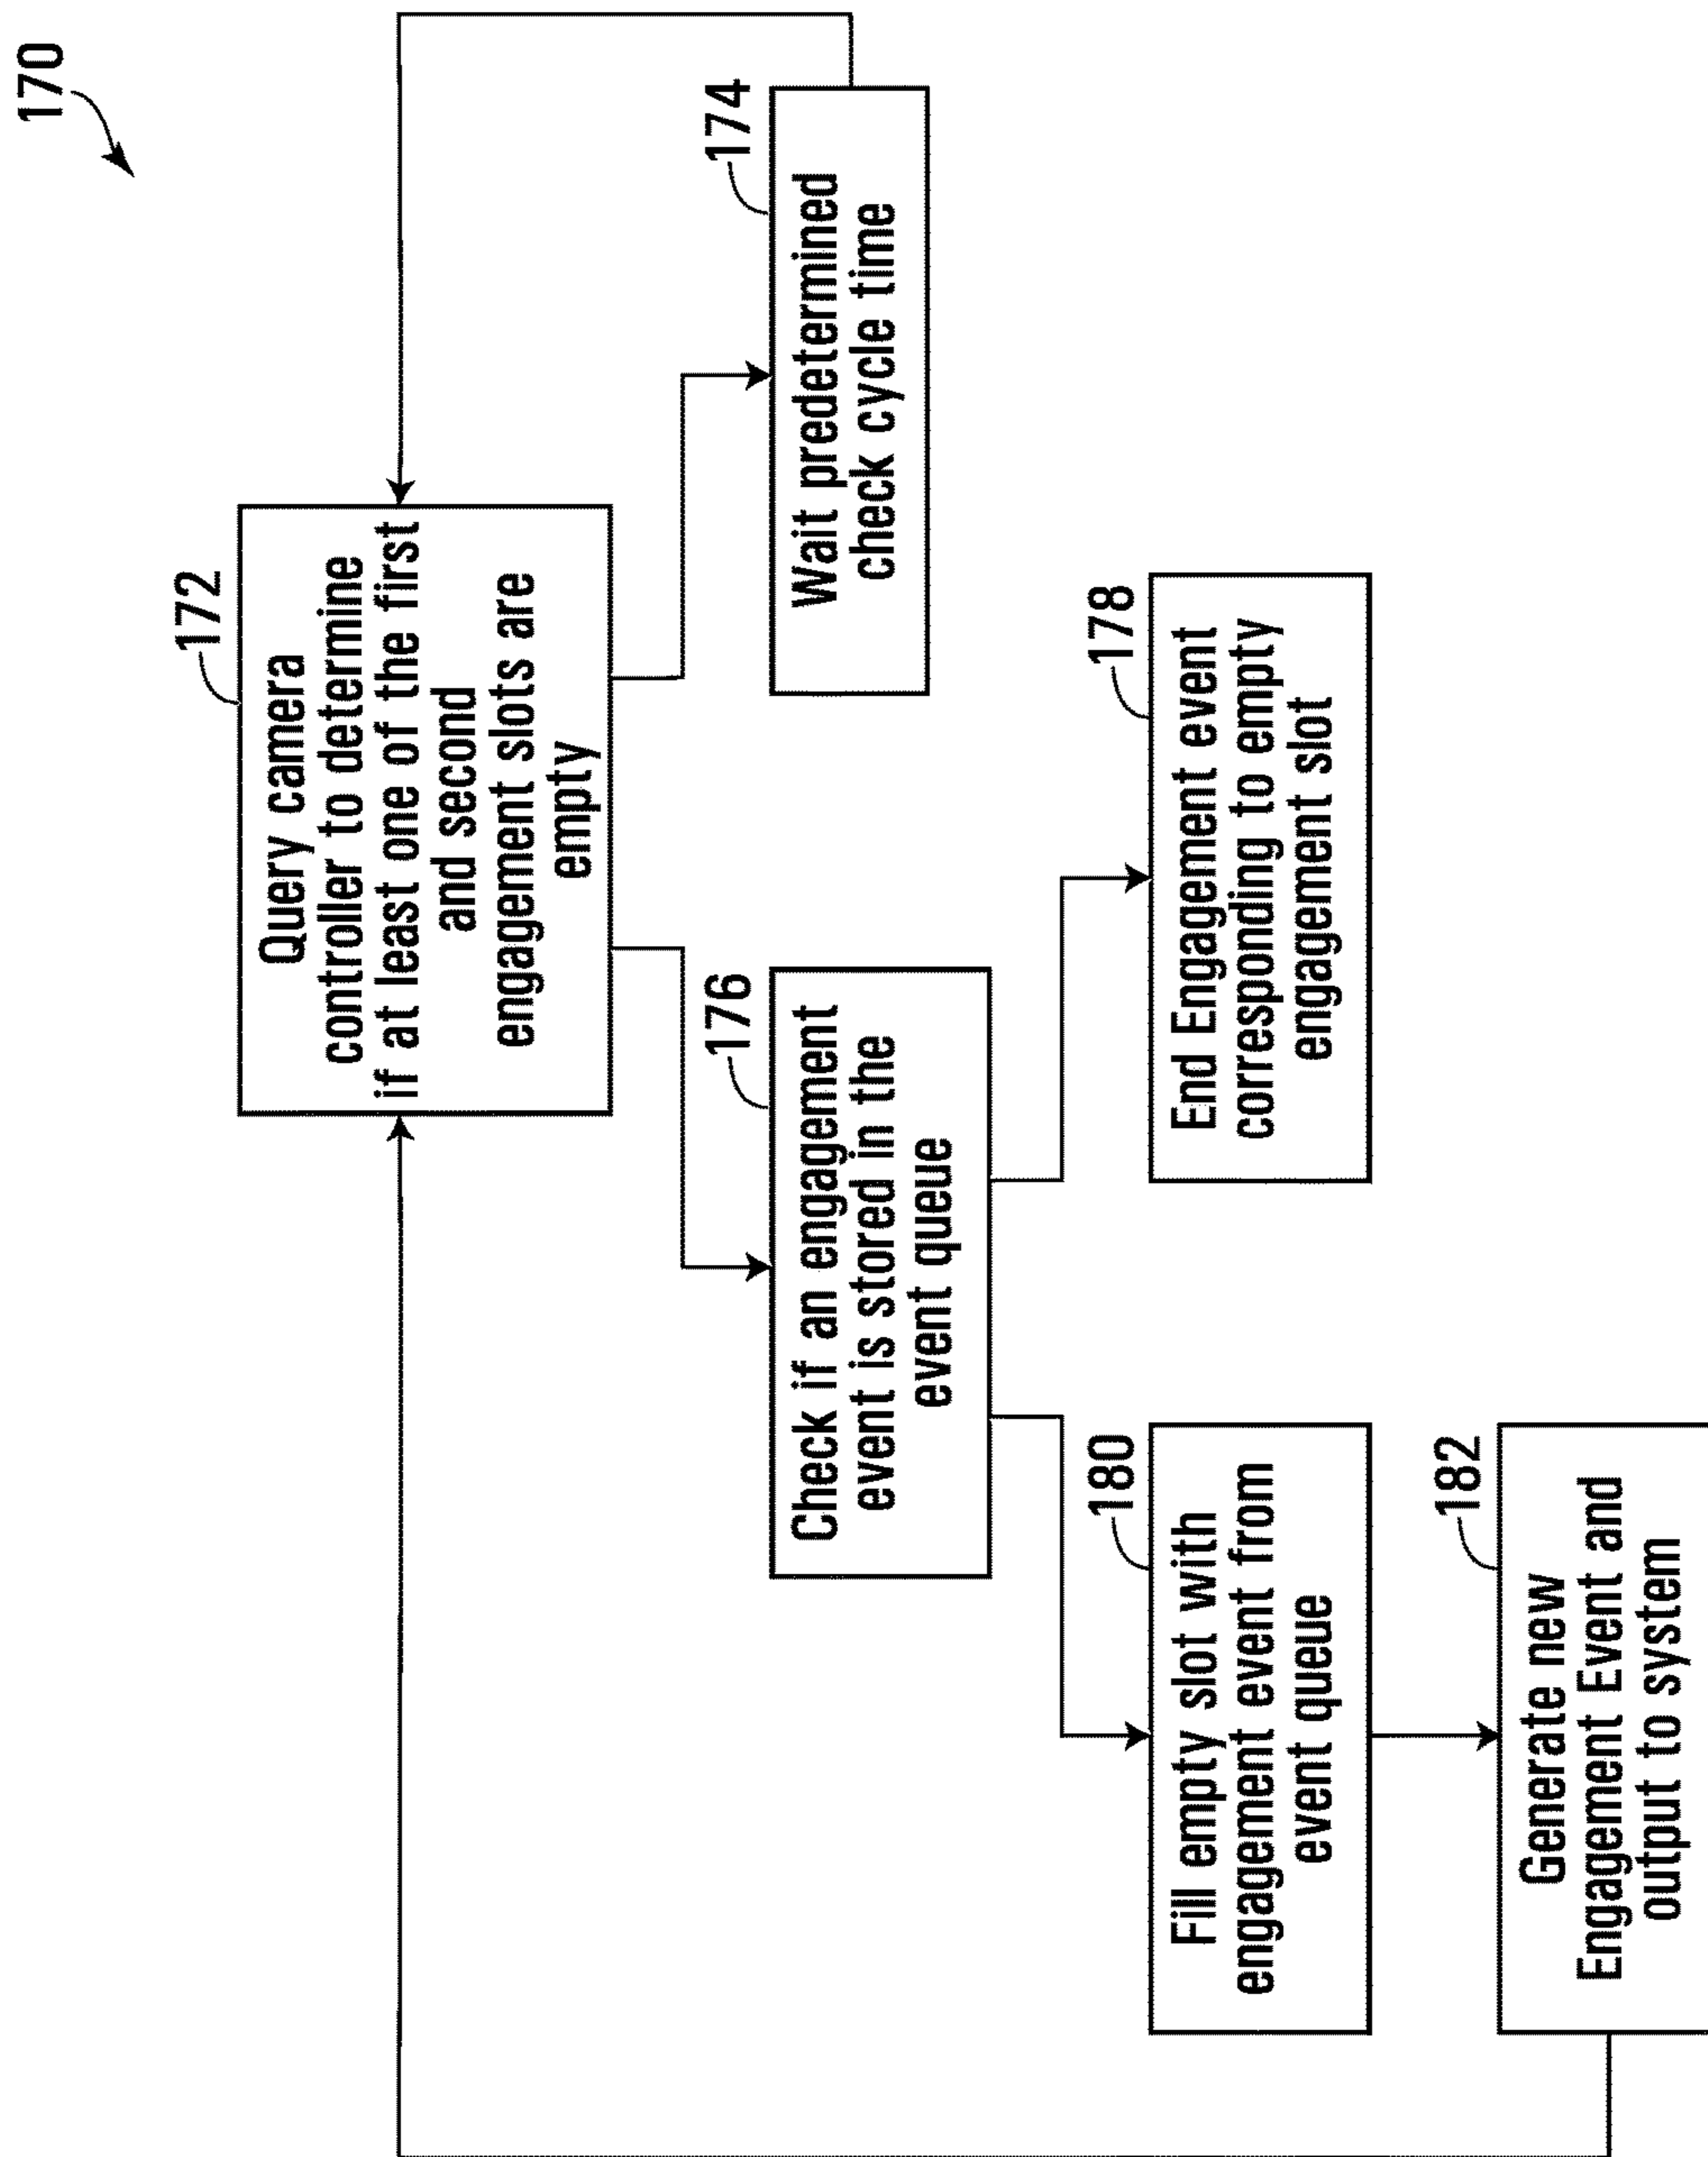 170
172
Query camera
controller to determine
if at least one of the first
and second
engagement slots are
empty
174
Wait predetermined
check cycle time
176
Check if an engagement
event is stored in the
event queue
178
End Engagement event
corresponding to empty
engagement slot
180
Fill empty slot with
engagement event from
event queue
182
Generate new
Engagement Event and
output to system